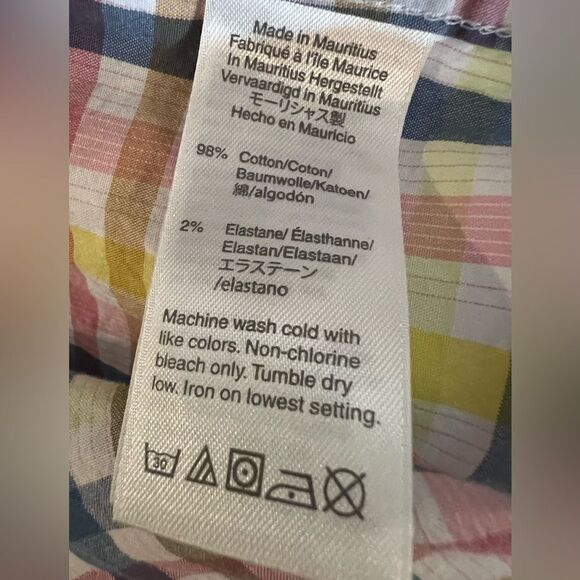 Made in Mauritius
Fabriqué à l'île Maurice
In Mauritius Hergestellt
Vervaardigd in Mauritius
モーリシャス製
Hecho en Mauricio
98% Cotton/Coton/
Baumwolle/Katoen/
綿/algodón
2% Elastane/ Élasthanne/
Elastan/Elastaan/
エラステーン
/elastano
Machine wash cold with
like colors. Non-chlorine
bleach only. Tumble dry
low. Iron on lowest setting.
30